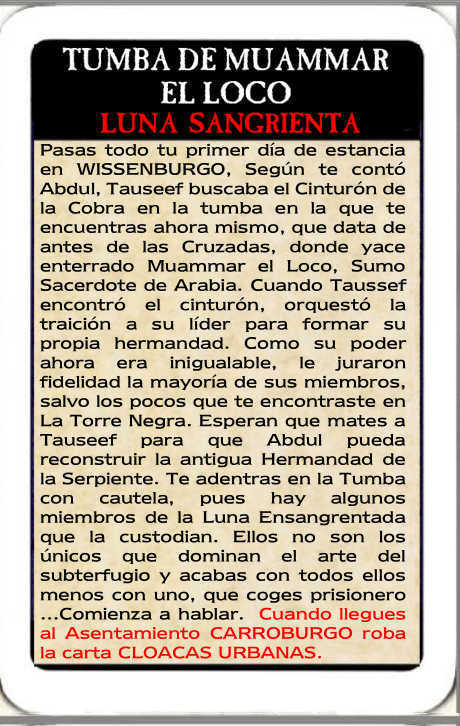 TUMBA DE MUAMMAR
EL LOCO
LUNA SANGRIENTA
Pasas todo tu primer día de estancia
en WISSENBURGO, Según te contó
Abdul, Tauseef buscaba el Cinturón de
la Cobra en la tumba en la que te
encuentras ahora mismo, que data de
antes de las Cruzadas, donde yace
enterrado Muammar el Loco, Sumo
Sacerdote de Arabia. Cuando Taussef
encontró el cinturón, orquestó la
traición a su líder para formar su
propia hermandad. Como su poder
ahora era inigualable, le juraron
fidelidad la mayoría de sus miembros,
salvo los pocos que te encontraste en
La Torre Negra. Esperan que mates a
Tauseef para que Abdul pueda
reconstruir la antigua Hermandad de
la Serpiente. Te adentras en la Tumba
con cautela, pues hay algunos
miembros de la Luna Ensangrentada
que la custodian. Ellos no son los
únicos que dominan el arte del
subterfugio y acabas con todos ellos
menos con uno, que coges prisionero
...Comienza a hablar. Cuando llegues
al Asentamiento CARROBURGO roba
la carta CLOACAS URBANAS.